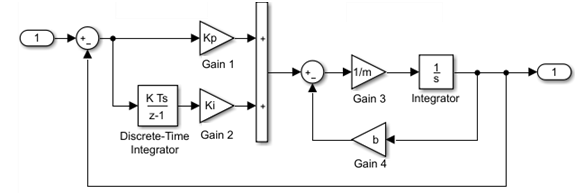 1
+
-
Kp
Gain 1
+
K Ts
z-1
Discrete-Time
Integrator
Ki
Gain 2
+
+
-
1/m
Gain 3
1
s
Integrator
b
Gain 4
1